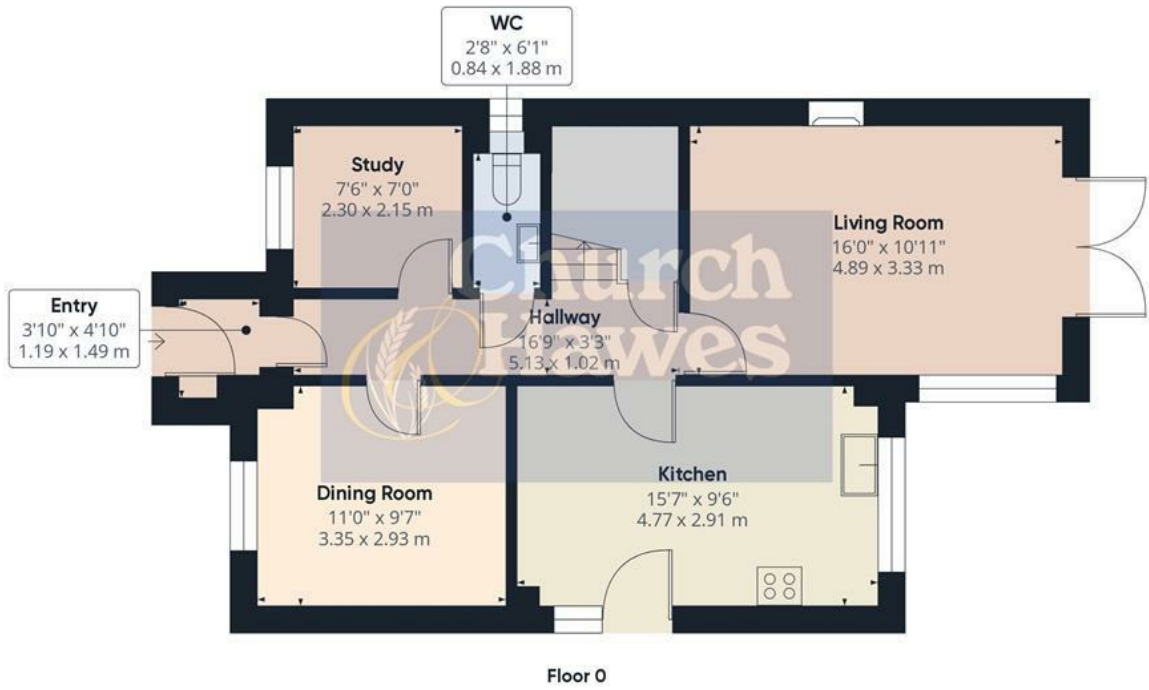 WC
2'8" x 6'1"
0.84 x 1.88 m
Study
7'6" x 7'0"
2.30 x 2.15 m
Living Room
16'0" x 10'11"
4.89 x 3.33 m
Church
& Hawes
Entry
3'10" x 4'10"
1.19 x 1.49 m
Hallway
16'9" x 3'3"
5.13 x 1.02 m
Dining Room
11'0" x 9'7"
3.35 x 2.93 m
Kitchen
15'7" x 9'6"
4.77 x 2.91 m
Floor 0